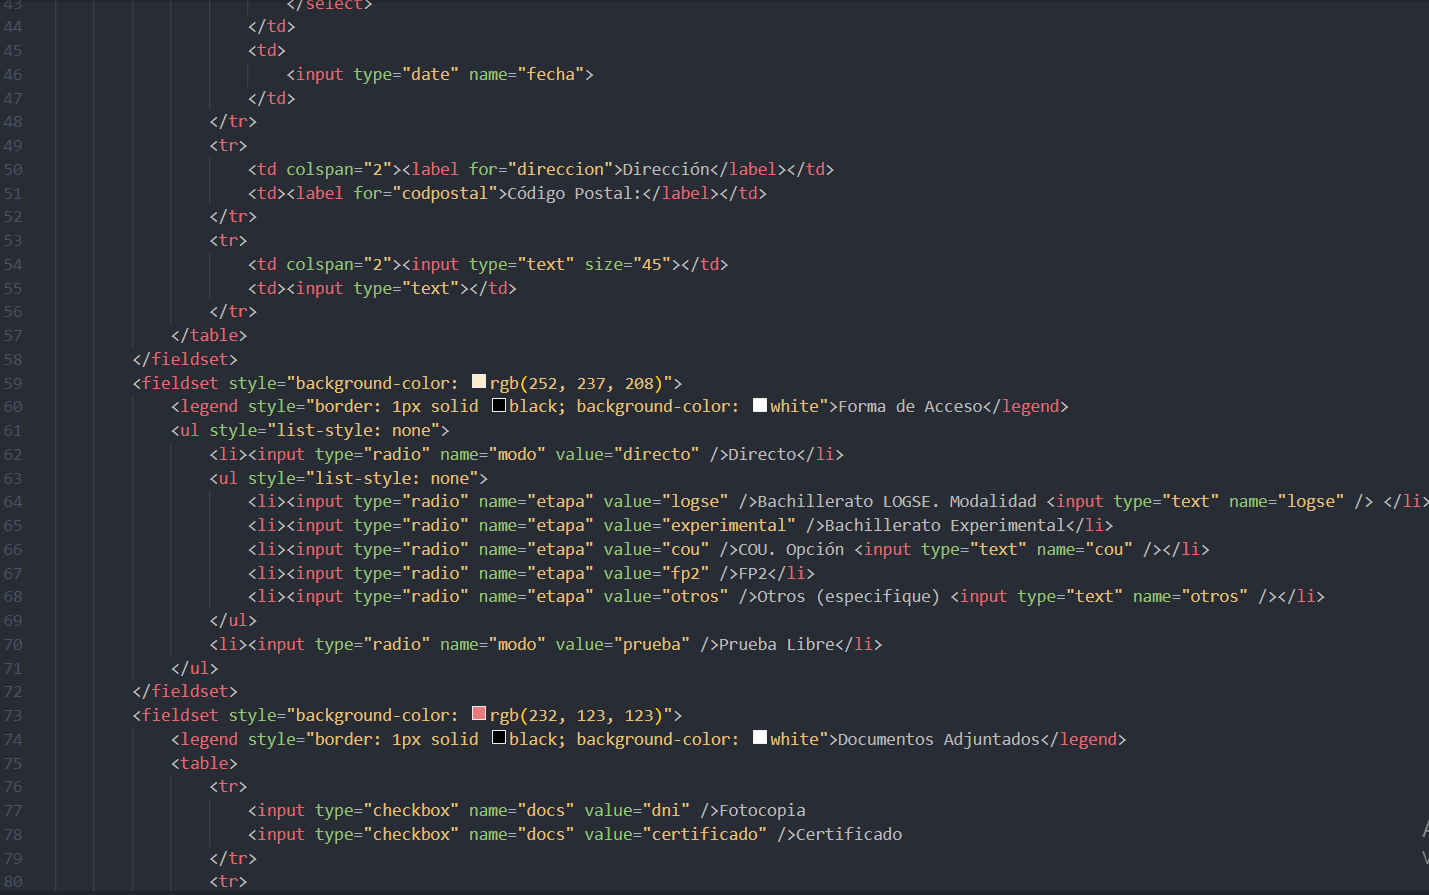 43 </select>
44 </td>
45 <td>
46 <input type="date" name="fecha">
47 </td>
48 </tr>
49 <tr>
50 <td colspan="2"><label for="direccion">Dirección</label></td>
51 <td><label for="codpostal">Código Postal:</label></td>
52 </tr>
53 <tr>
54 <td colspan="2"><input type="text" size="45"></td>
55 <td><input type="text"></td>
56 </tr>
57 </table>
58 </fieldset>
59 <fieldset style="background-color: rgb(252, 237, 208)">
60 <legend style="border: 1px solid black; background-color: white">Forma de Acceso</legend>
61 <ul style="list-style: none">
62 <li><input type="radio" name="modo" value="directo" />Directo</li>
63 <ul style="list-style: none">
64 <li><input type="radio" name="etapa" value="logse" />Bachillerato LOGSE. Modalidad <input type="text" name="logse" /> </li>
65 <li><input type="radio" name="etapa" value="experimental" />Bachillerato Experimental</li>
66 <li><input type="radio" name="etapa" value="cou" />COU. Opción <input type="text" name="cou" /></li>
67 <li><input type="radio" name="etapa" value="fp2" />FP2</li>
68 <li><input type="radio" name="etapa" value="otros" />Otros (especifique) <input type="text" name="otros" /></li>
69 </ul>
70 <li><input type="radio" name="modo" value="prueba" />Prueba Libre</li>
71 </ul>
72 </fieldset>
73 <fieldset style="background-color: rgb(232, 123, 123)">
74 <legend style="border: 1px solid black; background-color: white">Documentos Adjuntados</legend>
75 <table>
76 <tr>
77 <input type="checkbox" name="docs" value="dni" />Fotocopia
78 <input type="checkbox" name="docs" value="certificado" />Certificado
79 </tr>
80 <tr>